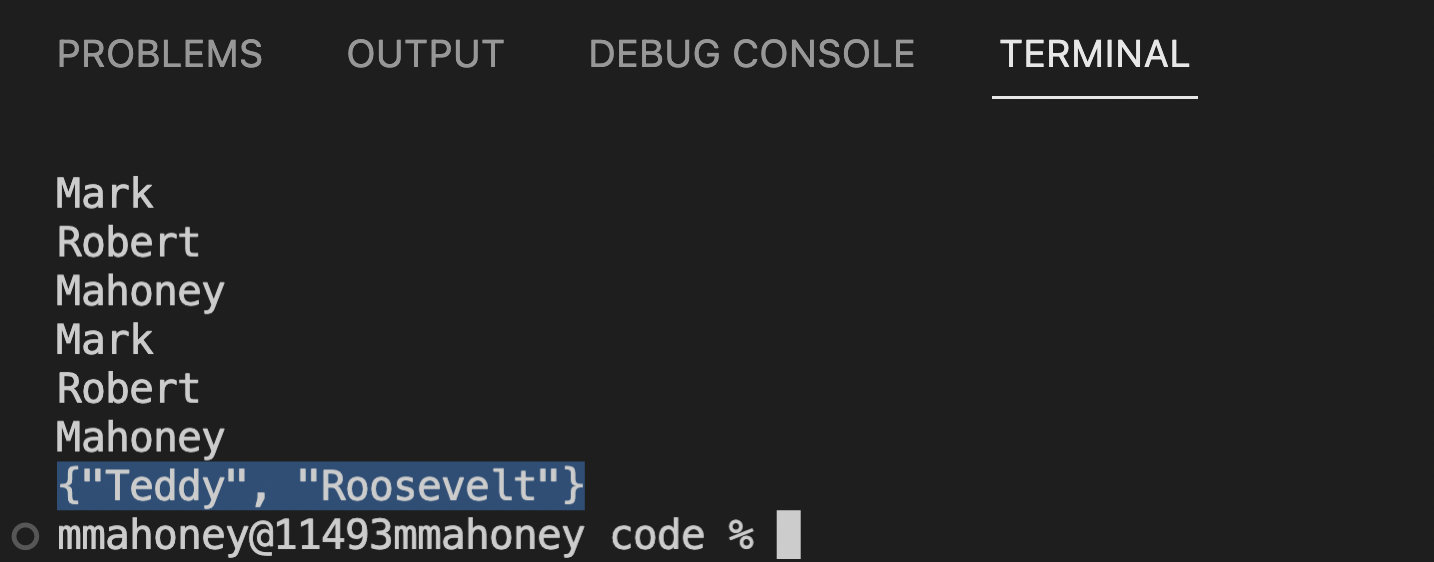 PROBLEMS OUTPUT DEBUG CONSOLE TERMINAL
Mark
Robert
Mahoney
Mark
Robert
Mahoney
{"Teddy", "Roosevelt"}
mmahoney@11493mmahoney code %